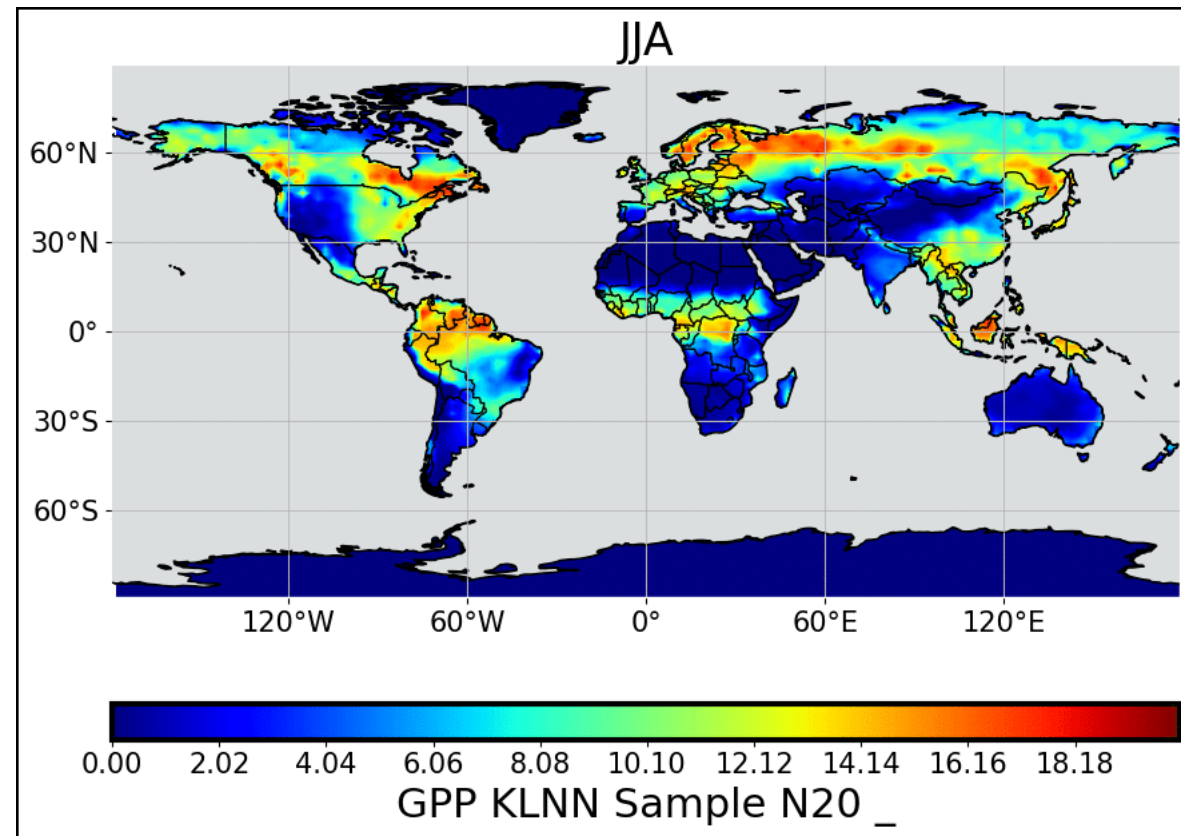 JJA
60°N
30°N
0°
30°S
60°S
120°W 60°W 0° 60°E 120°E
0.00 2.02 4.04 6.06 8.08 10.10 12.12 14.14 16.16 18.18
GPP KLNN Sample N20 _